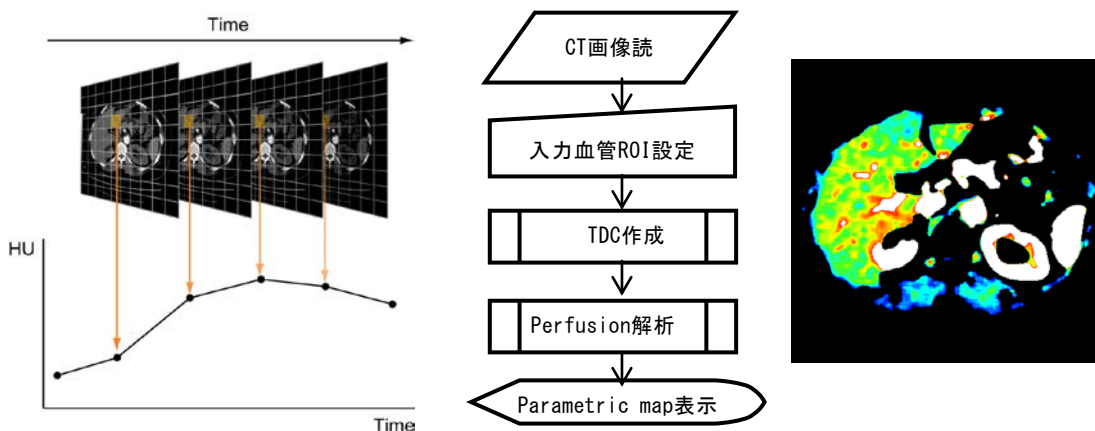 Time
HU
Time
CT画像読
入力血管ROI設定
TDC作成
Perfusion解析
Parametric map表示